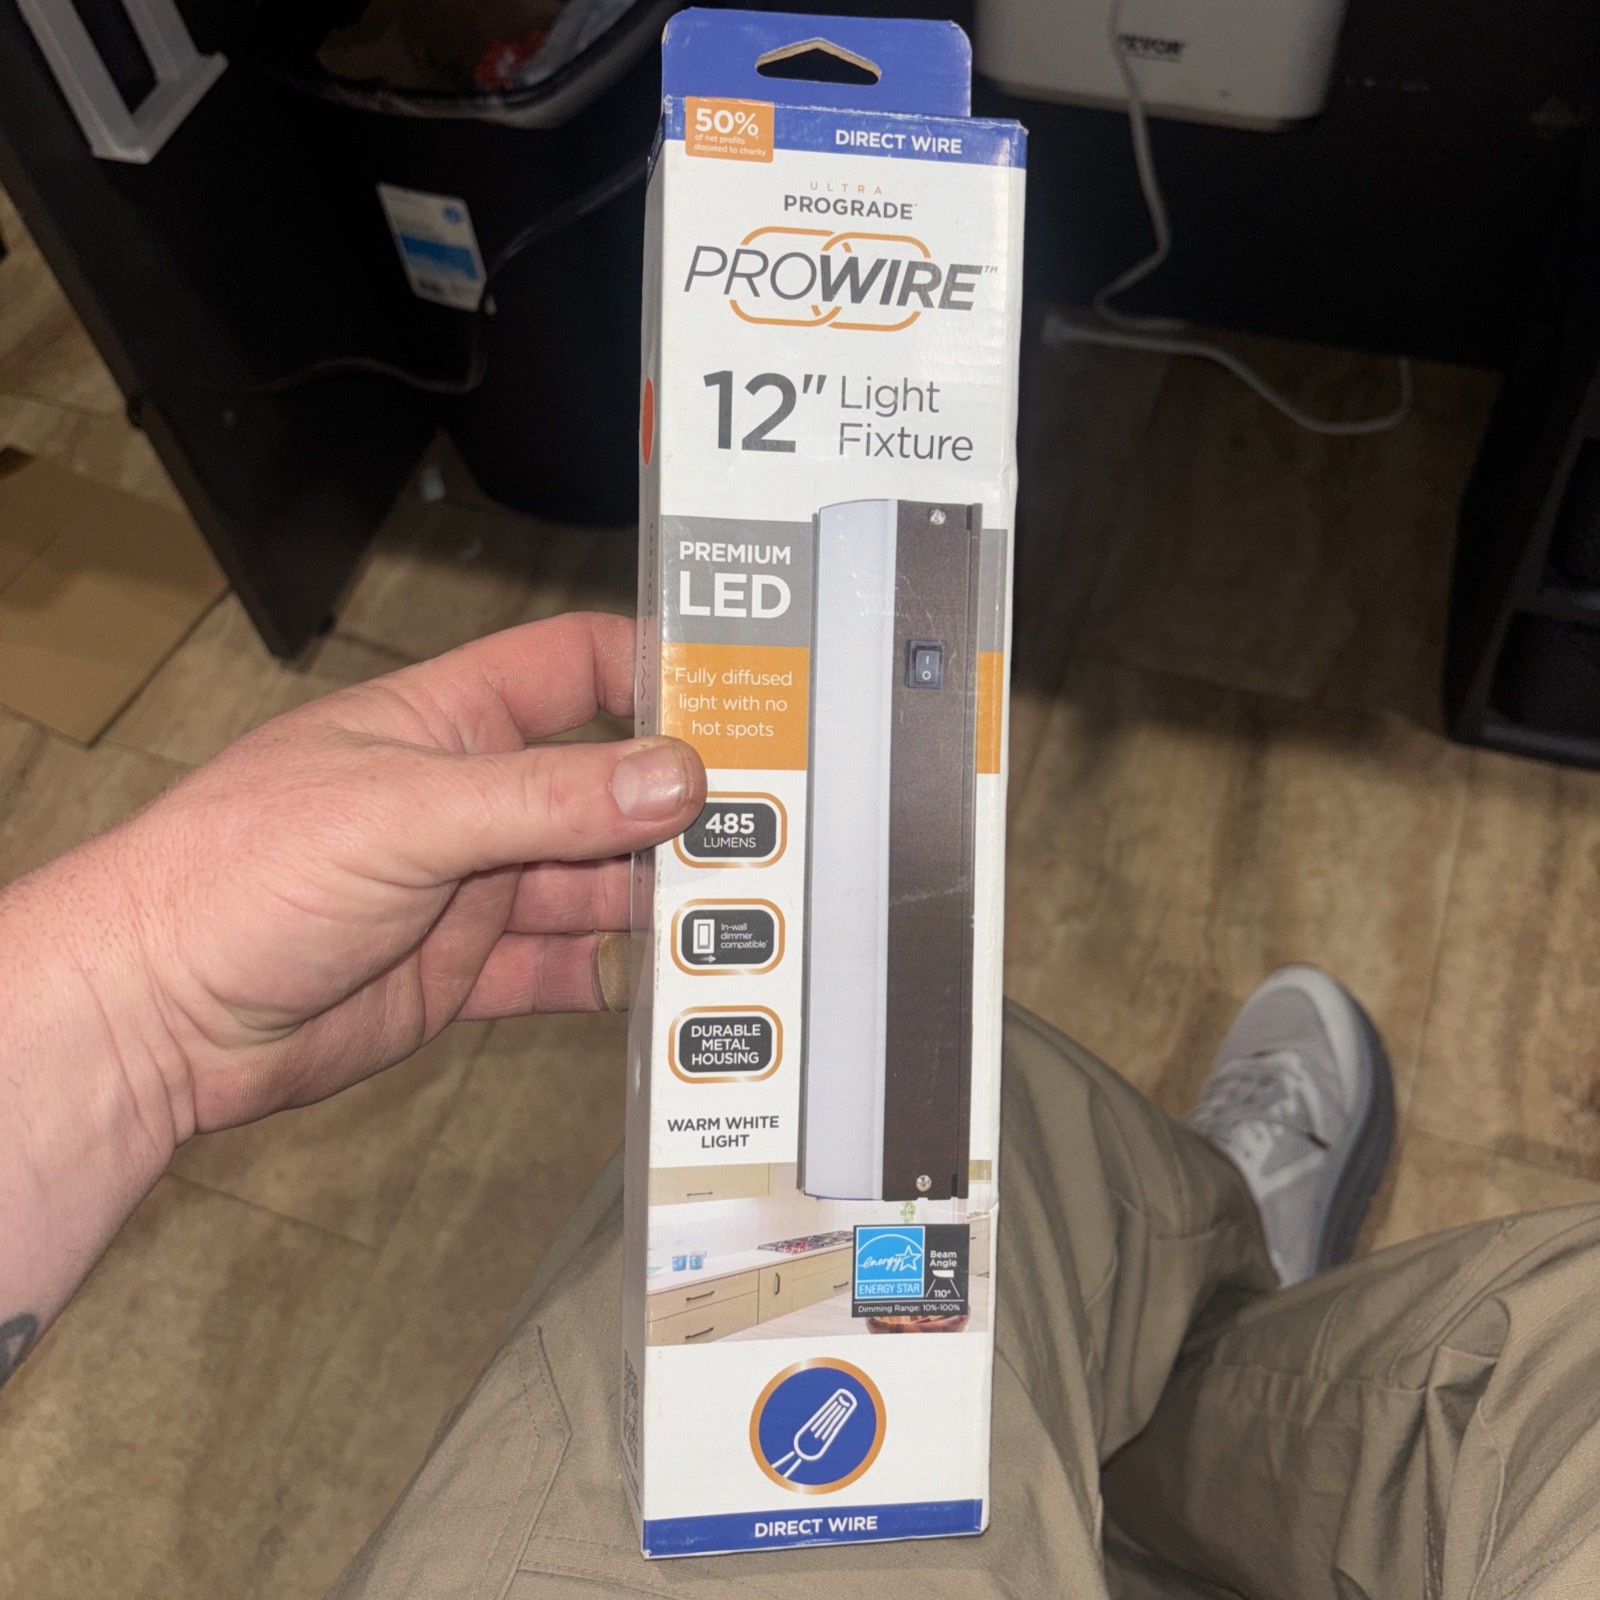 50%
of net profits
donated to charity
DIRECT WIRE
ULTRA
PROGRADE
PROWIRE™
12" Light
Fixture
PREMIUM
LED
Fully diffused
light with no
hot spots
485
LUMENS
In-wall
dimmer
compatible*
DURABLE
METAL
HOUSING
WARM WHITE
LIGHT
energy
ENERGY STAR
Beam
Angle
110°
Dimming Range: 10%-100%
DIRECT WIRE